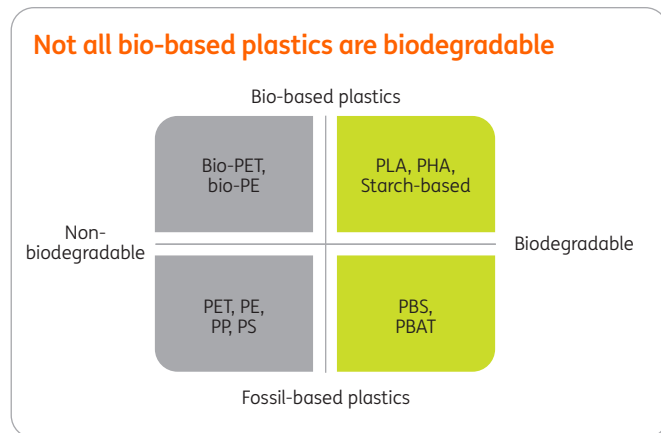 Not all bio-based plastics are biodegradable
Bio-based plastics
Bio-PET,
bio-PE
PLA, PHA,
Starch-based
Non-
biodegradable
Biodegradable
PET, PE,
PP, PS
PBS,
PBAT
Fossil-based plastics